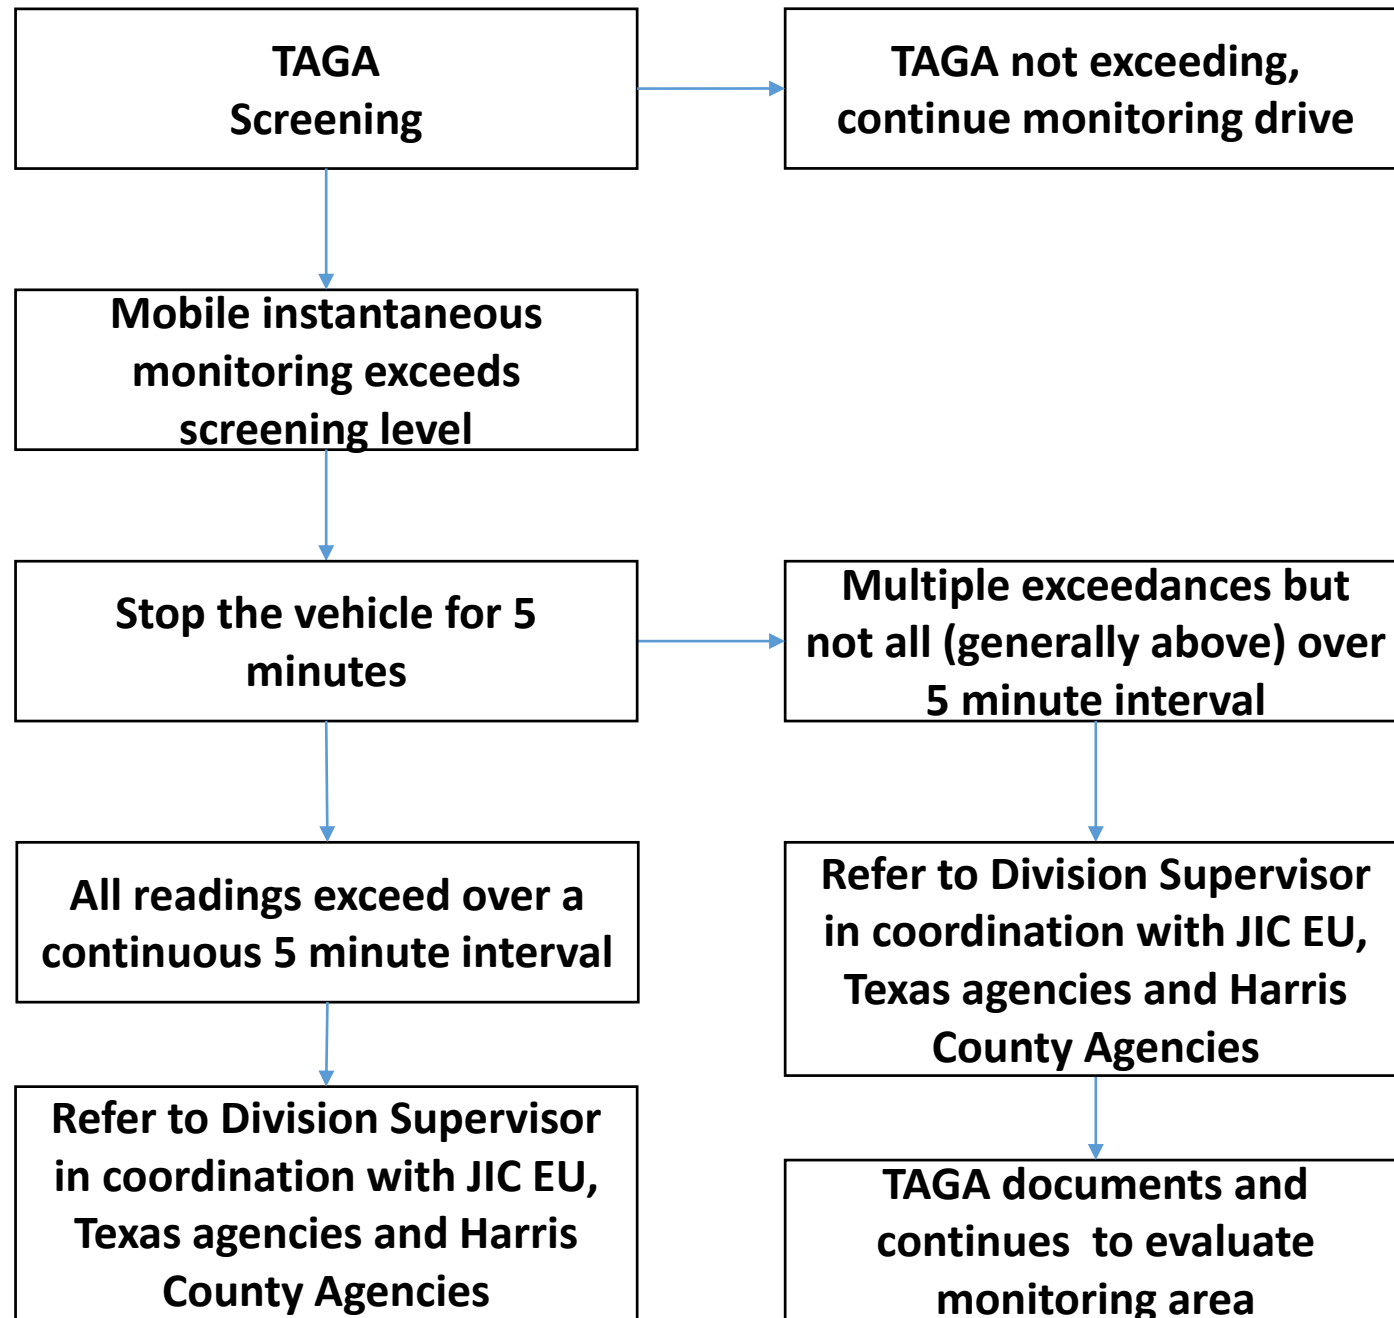 TAGA
Screening
TAGA not exceeding,
continue monitoring drive
Mobile instantaneous
monitoring exceeds
screening level
Stop the vehicle for 5
minutes
Multiple exceedances but
not all (generally above) over
5 minute interval
All readings exceed over a
continuous 5 minute interval
Refer to Division Supervisor
in coordination with JIC EU,
Texas agencies and Harris
County Agencies
Refer to Division Supervisor
in coordination with JIC EU,
Texas agencies and Harris
County Agencies
TAGA documents and
continues  to evaluate
monitoring area